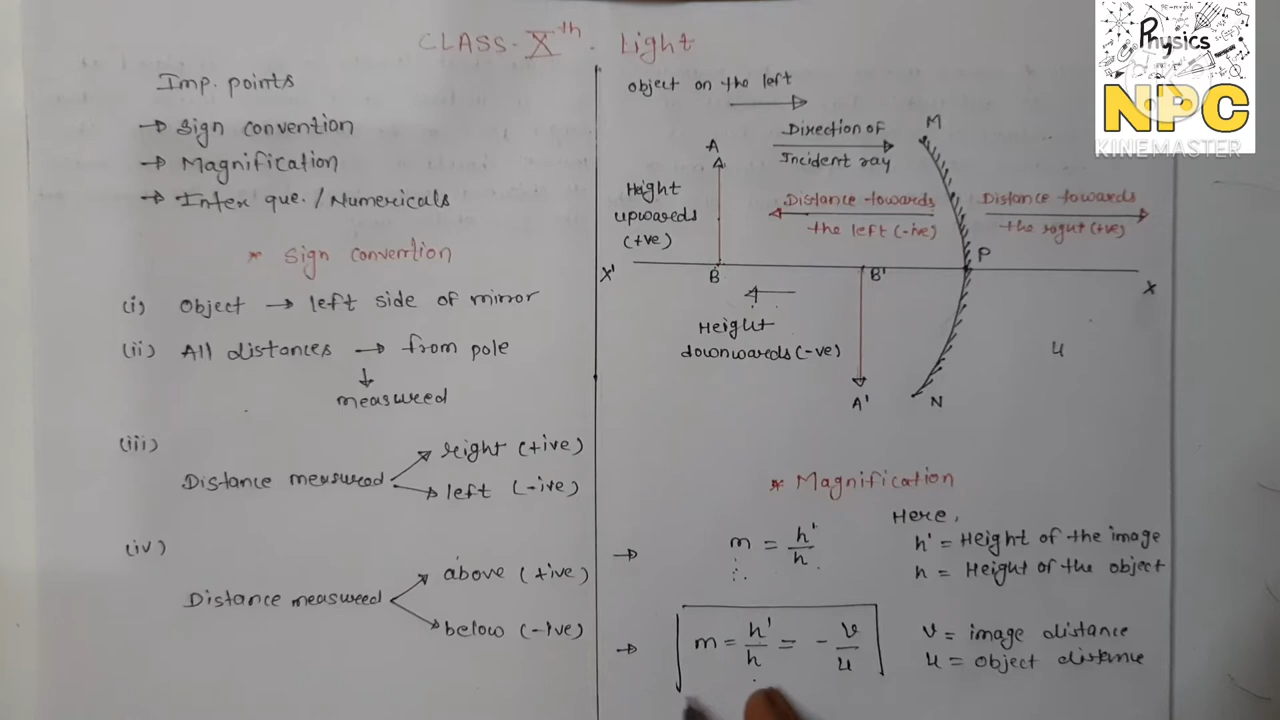 CLASS-Xth. Light
Imp. points
→ Sign convention
→ Magnification
→ Intex que. / Numericals
* Sign convention
(i) Object → left side of mirror
(ii) All distances → from pole
↓
measured
(iii)
Distance measured
right (+ive)
left (-ive)
(iv)
Distance measured
above (+ive)
below (-ive)
object on the left
Direction of
Incident ray
M
A
Height
upwards
(+ve)
Distance towards
the left (-ive)
Distance towards
the right (+ve)
P
X'
B
B'
X
Height
downwards (-ve)
u
A'
N
* Magnification
→ m = h'/h
Here,
h' = Height of the image
h = Height of the object
→ m = h'/h = - v/u
v = image distance
u = object distance
Physics
NPC
KINEMASTER